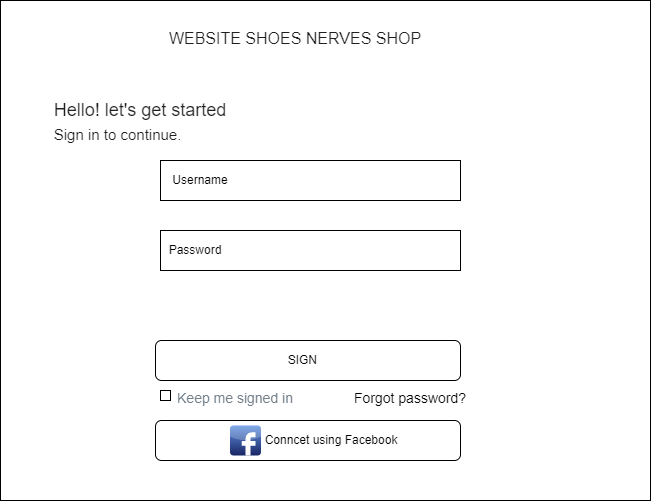 WEBSITE SHOES NERVES SHOP
Hello! let's get started
Sign in to continue.
Username
Password
SIGN
Keep me signed in Forgot password?
Conncet using Facebook